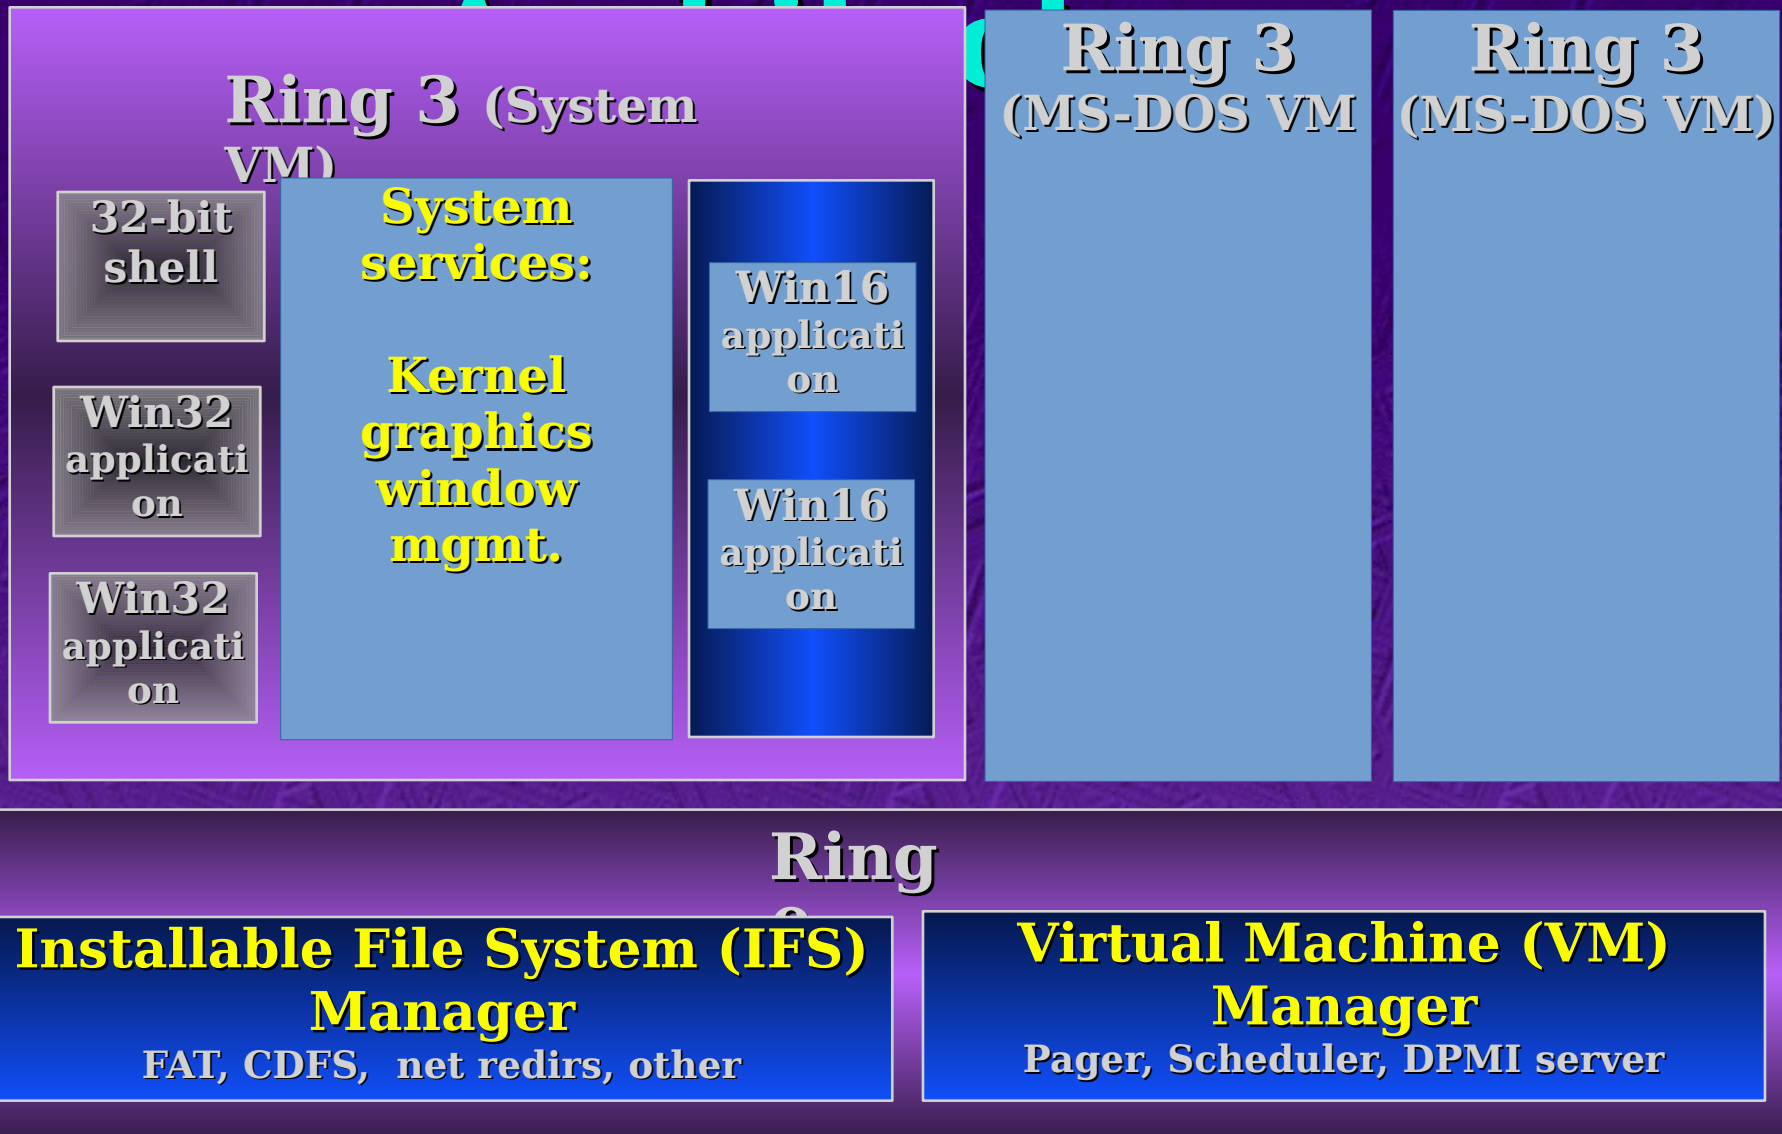 Ring 3 (System
VM)
32-bit
shell
Win32
applicati
on
Win32
applicati
on
System
services:
Kernel
graphics
window
mgmt.
Win16
applicati
on
Win16
applicati
on
Ring 3
(MS-DOS VM
Ring 3
(MS-DOS VM)
Ring
Installable File System (IFS)
Manager
FAT, CDFS, net redirs, other
Virtual Machine (VM)
Manager
Pager, Scheduler, DPMI server